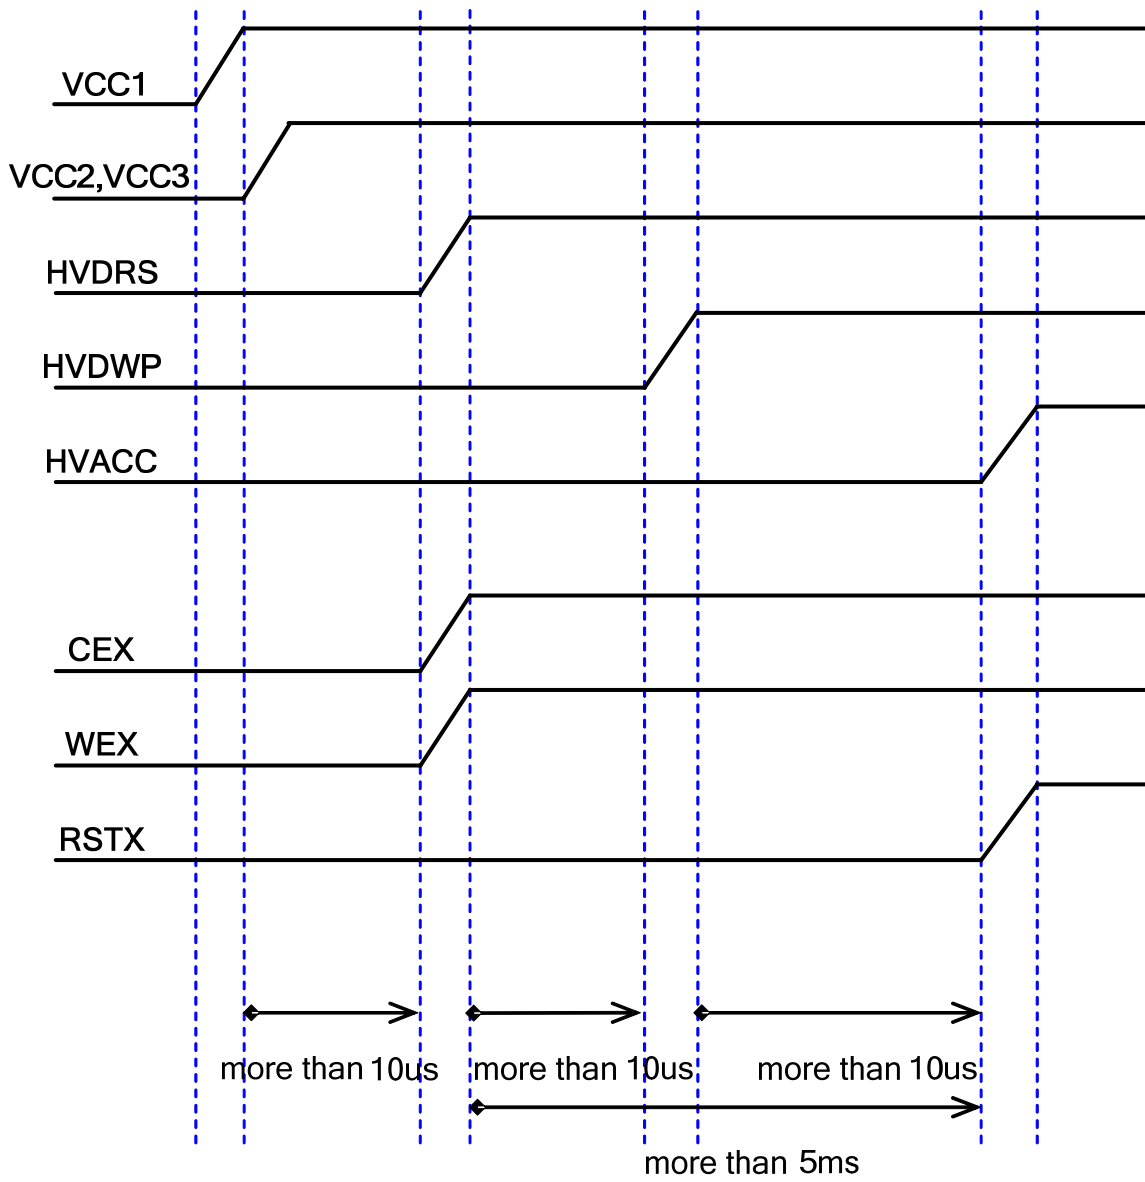 VCC1
VCC2,VCC3
HVDRS
HVDWP
HVACC
CEX
WEX
RSTX
more than 10us more than 10us more than 10us
more than 5ms